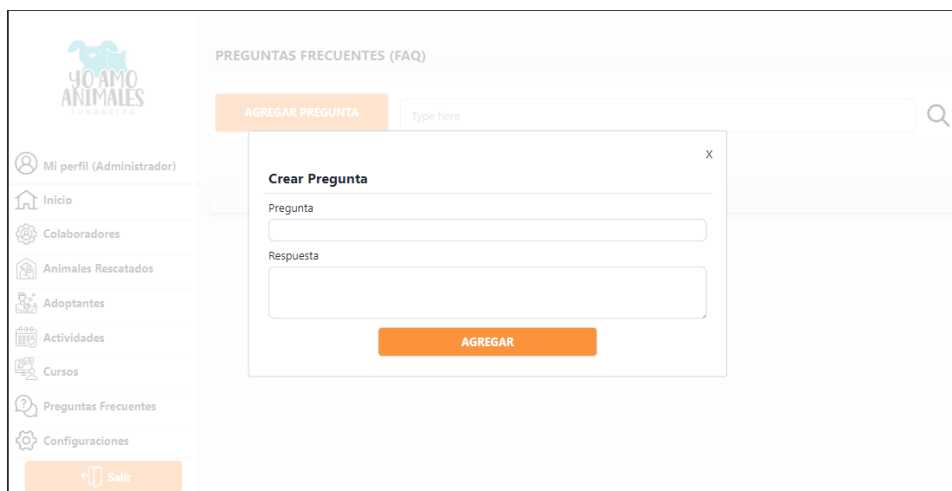 YO AMO
ANIMALES
FUNDACIÓN
Mi perfil (Administrador)
Inicio
Colaboradores
Animales Rescatados
Adoptantes
Actividades
Cursos
Preguntas Frecuentes
Configuraciones
Salir
PREGUNTAS FRECUENTES (FAQ)
AGREGAR PREGUNTA
Type here
X
Crear Pregunta
Pregunta
Respuesta
AGREGAR